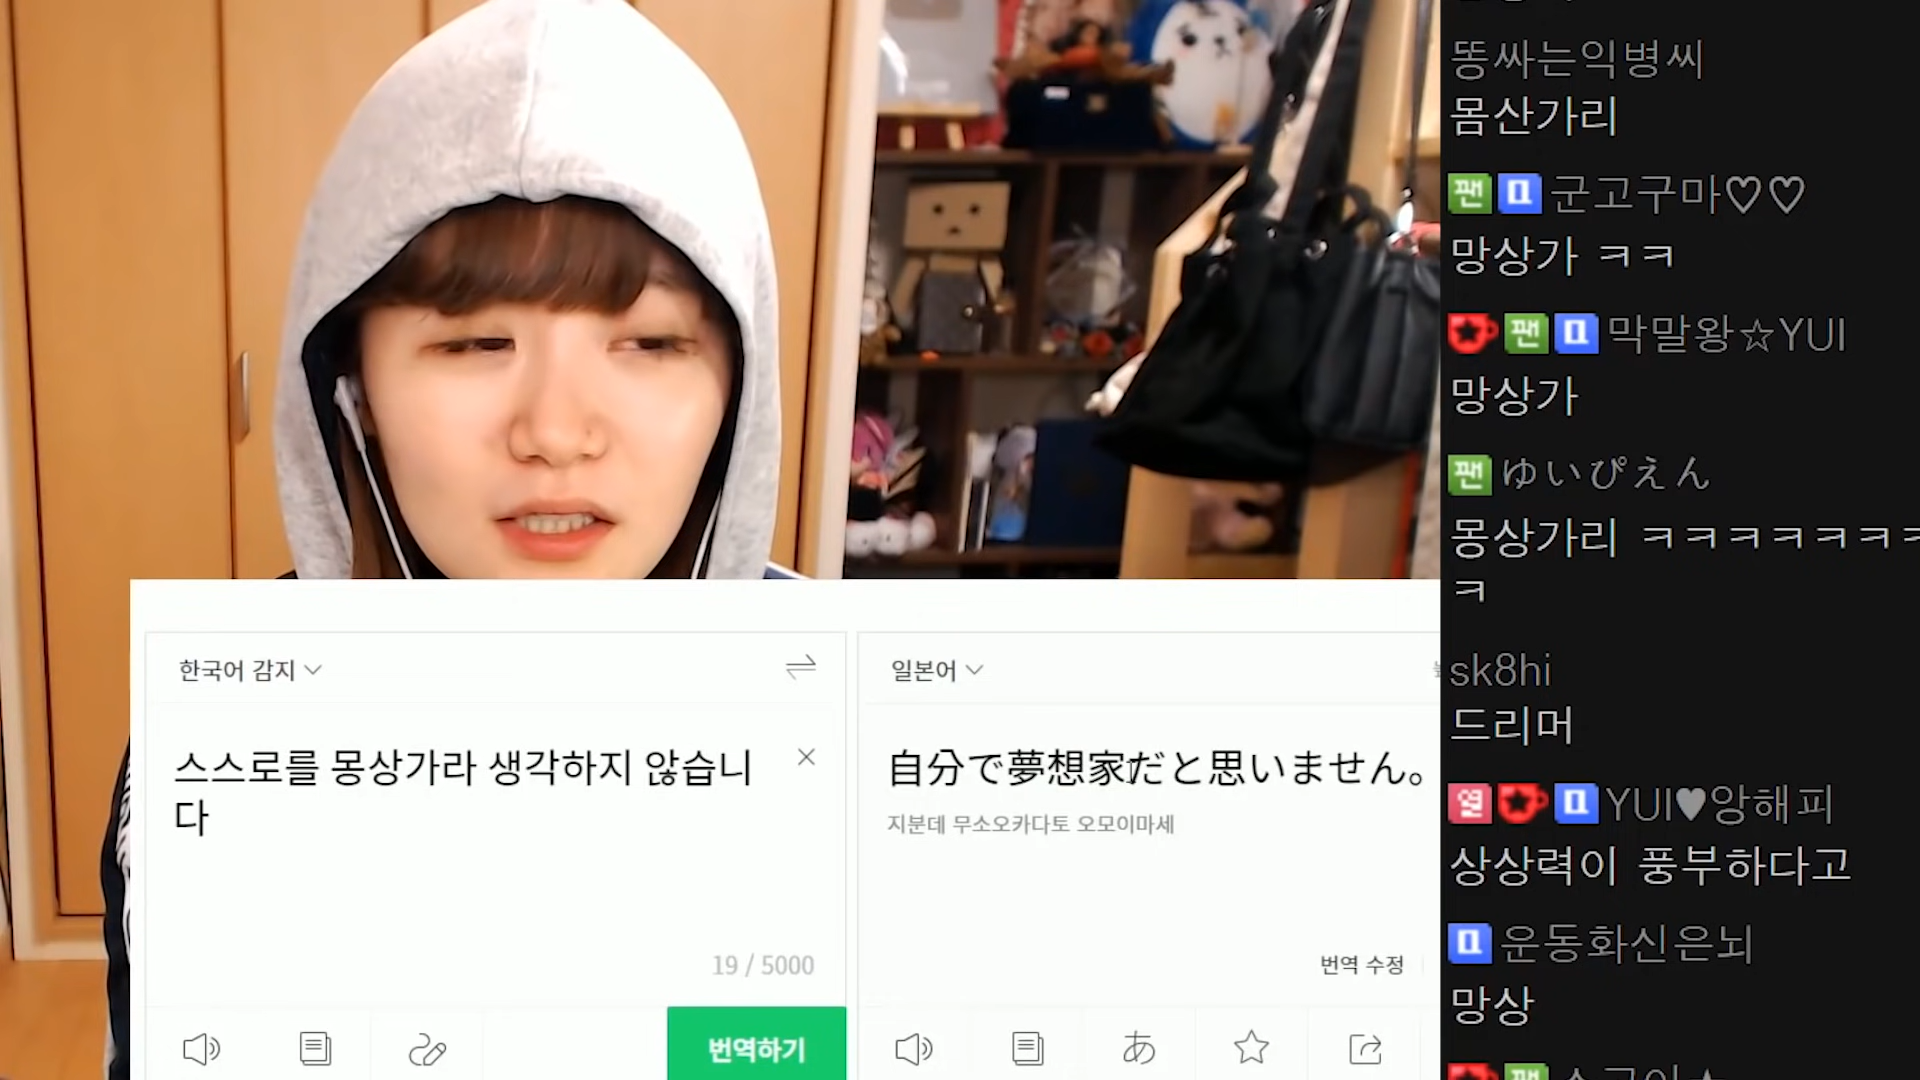 똥싸는익병씨
몸산가리
팬 군고구마♡♡
망상가 ㅋㅋ
팬 막말왕☆YUI
망상가
팬 ゆいぴえん
몽상가리 ㅋㅋㅋㅋㅋㅋㅋ
ㅋ
sk8hi
드리머
열 YUI♥앙해피
상상력이 풍부하다고
운동화신은뇌
망상
한국어 감지
스스로를 몽상가라 생각하지 않습니
다
19 / 5000
번역하기
일본어
自分で夢想家だと思いません。
지분데 무소오카다토 오모이마세
번역 수정
あ